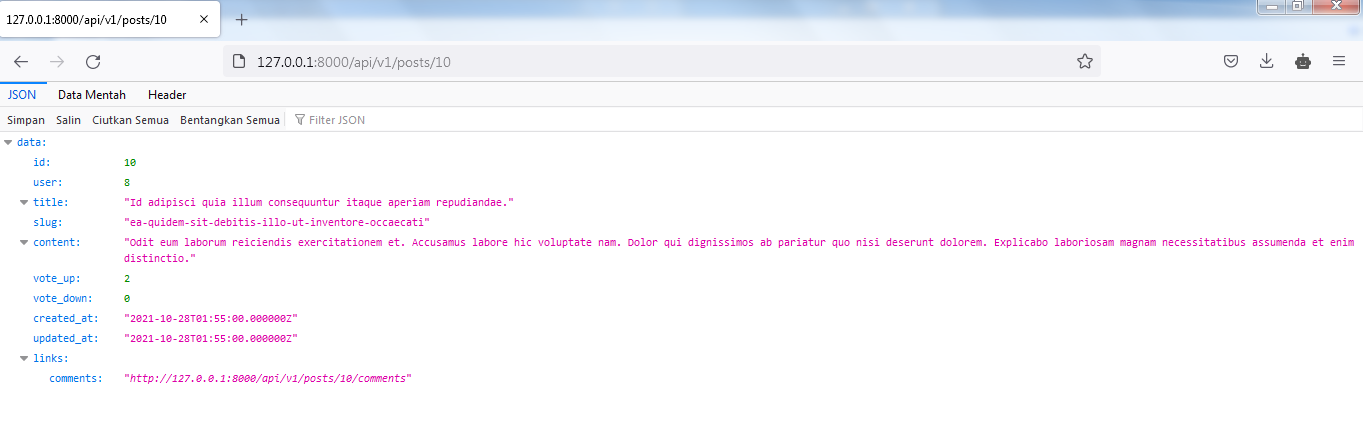 127.0.0.1:8000/api/v1/posts/10
127.0.0.1:8000/api/v1/posts/10
JSON Data Mentah Header
Simpan Salin Ciutkan Semua Bentangkan Semua Filter JSON
data:
id: 10
user: 8
title: "Id adipisci quia illum consequuntur itaque aperiam repudiandae."
slug: "ea-quidem-sit-debitis-illo-ut-inventore-occaecati"
content: "Odit eum laborum reiciendis exercitationem et. Accusamus labore hic voluptate nam. Dolor qui dignissimos ab pariatur quo nisi deserunt dolorem. Explicabo laboriosam magnam necessitatibus assumenda et enim
distinctio."
vote_up: 2
vote_down: 0
created_at: "2021-10-28T01:55:00.000000Z"
updated_at: "2021-10-28T01:55:00.000000Z"
links:
comments: "http://127.0.0.1:8000/api/v1/posts/10/comments"